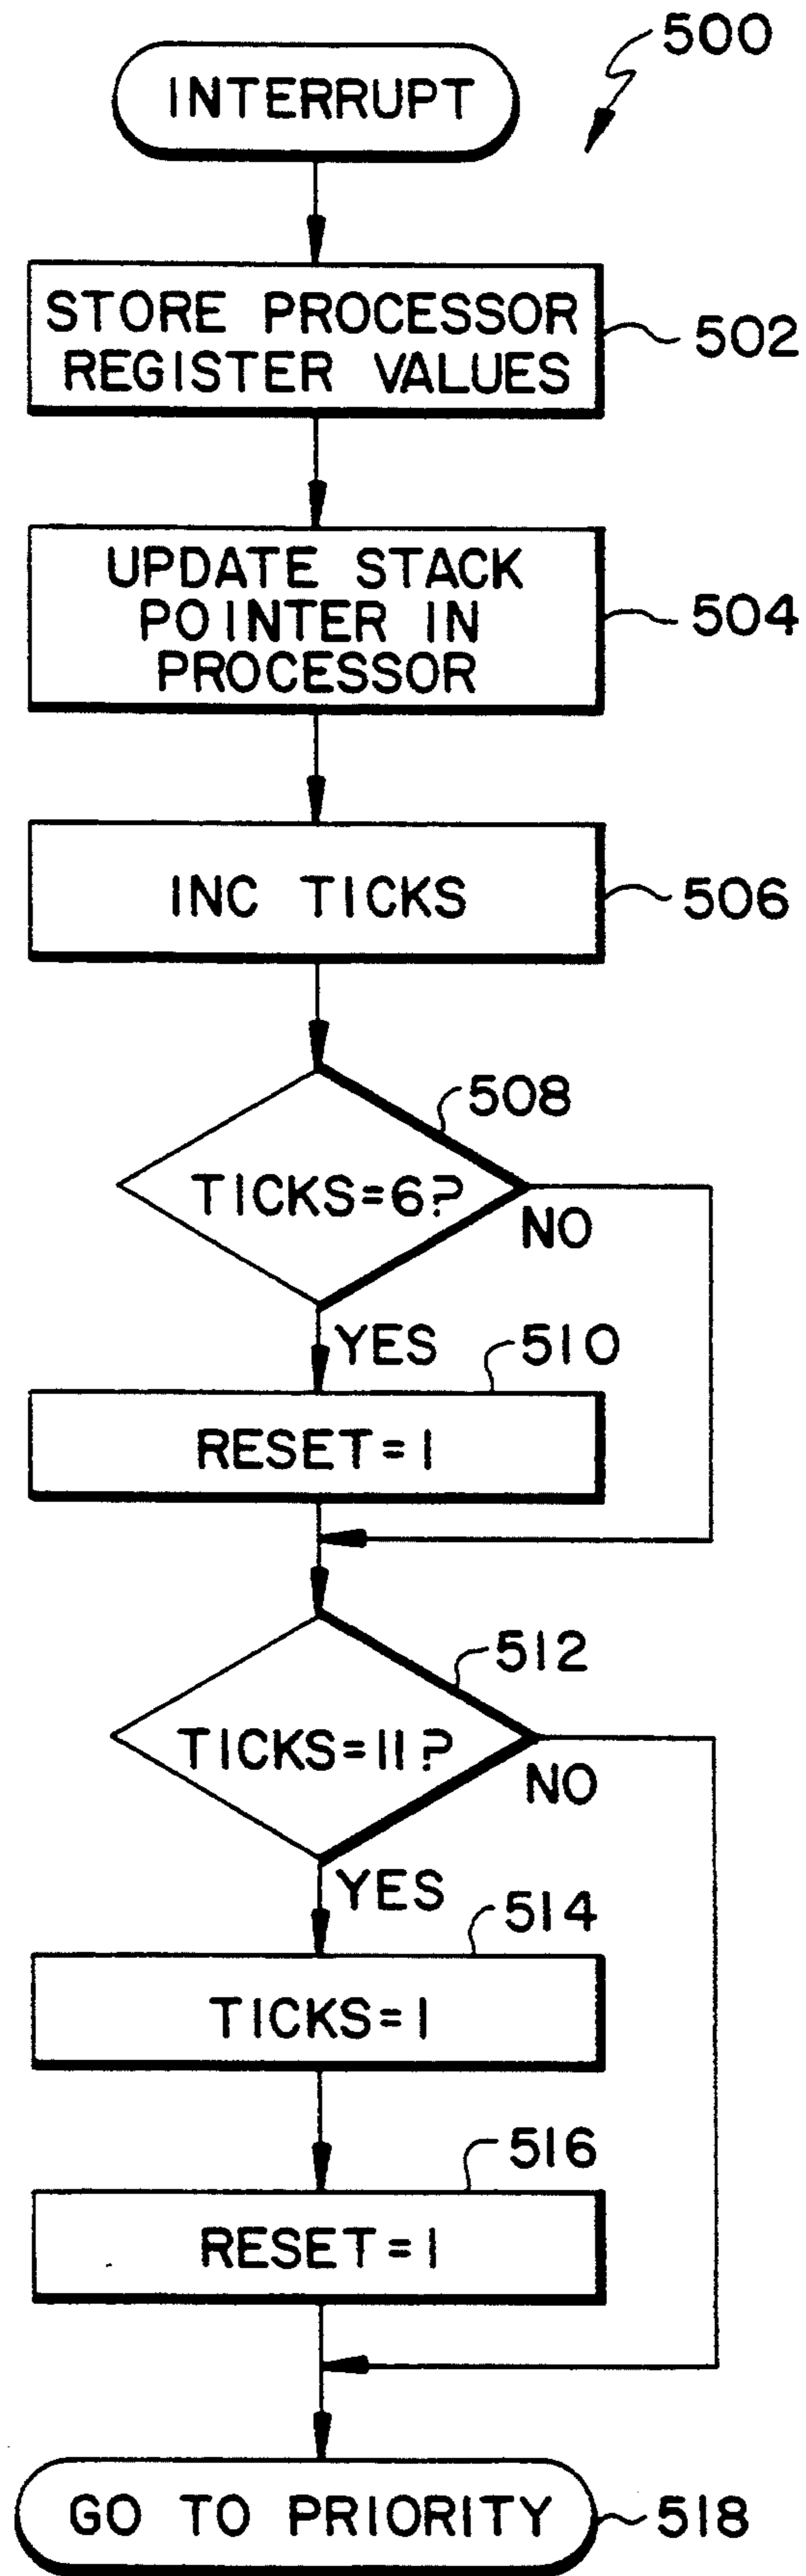 500
INTERRUPT
STORE PROCESSOR
REGISTER VALUES
502
UPDATE STACK
POINTER IN
PROCESSOR
504
INC TICKS
506
508
TICKS=6?
NO
YES
510
RESET=1
512
TICKS=11?
NO
YES
514
TICKS=1
516
RESET=1
GO TO PRIORITY
518